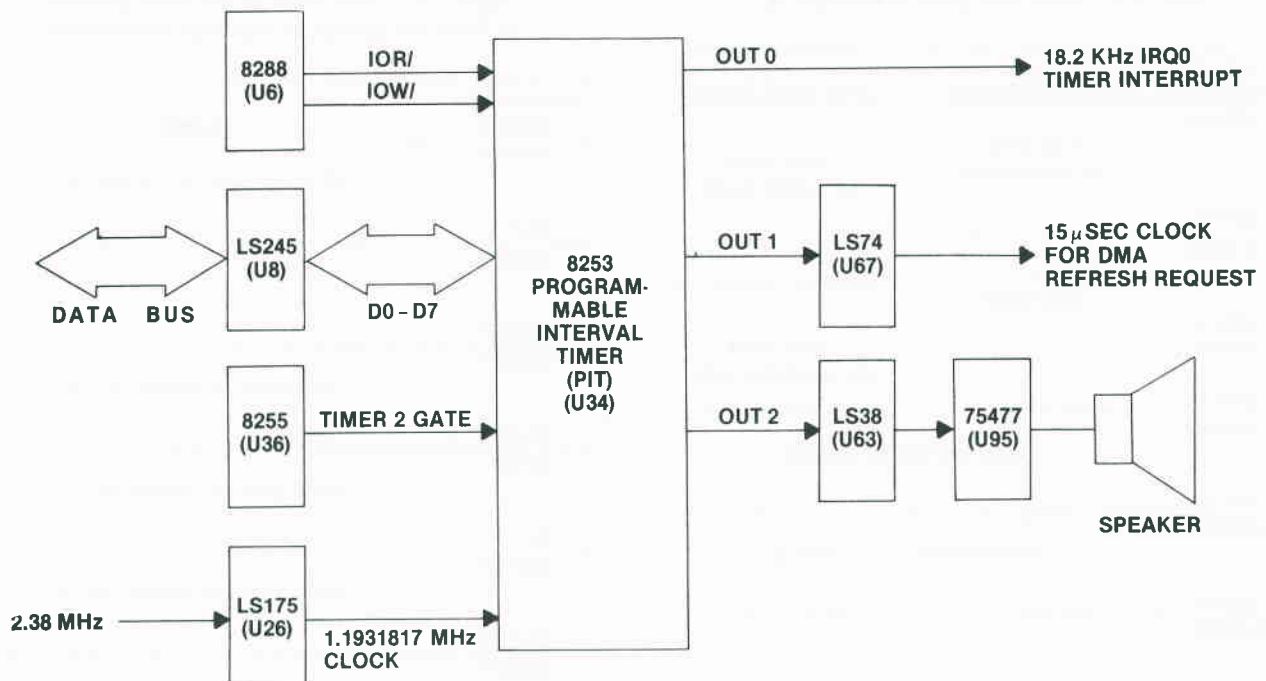 8288
(U6)
IOR/
IOW/
OUT 0
18.2 KHz IRQ0
TIMER INTERRUPT
LS245
(U8)
DATA BUS
D0 – D7
8253
PROGRAM-
MABLE
INTERVAL
TIMER
(PIT)
(U34)
OUT 1
LS74
(U67)
15 μ SEC CLOCK
FOR DMA
REFRESH REQUEST
8255
(U36)
TIMER 2 GATE
OUT 2
LS38
(U63)
75477
(U95)
SPEAKER
2.38 MHz
LS175
(U26)
1.1931817 MHz
CLOCK